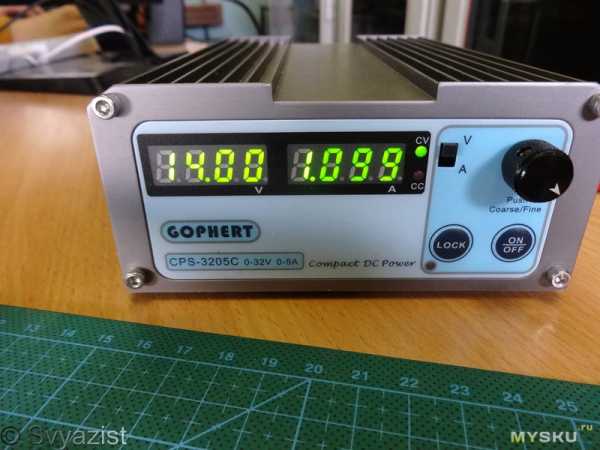 14.00 1.099
V A
CV
CC
V
A
Push
Coarse/Fine
LOCK
ON
OFF
GOPHERT
CPS-3205C 0-32V 0-5A
Compact DC Power
13 14 15 16 17 18 19 20 21 22 23 24 25
© Svyazist
MYSKU.ru